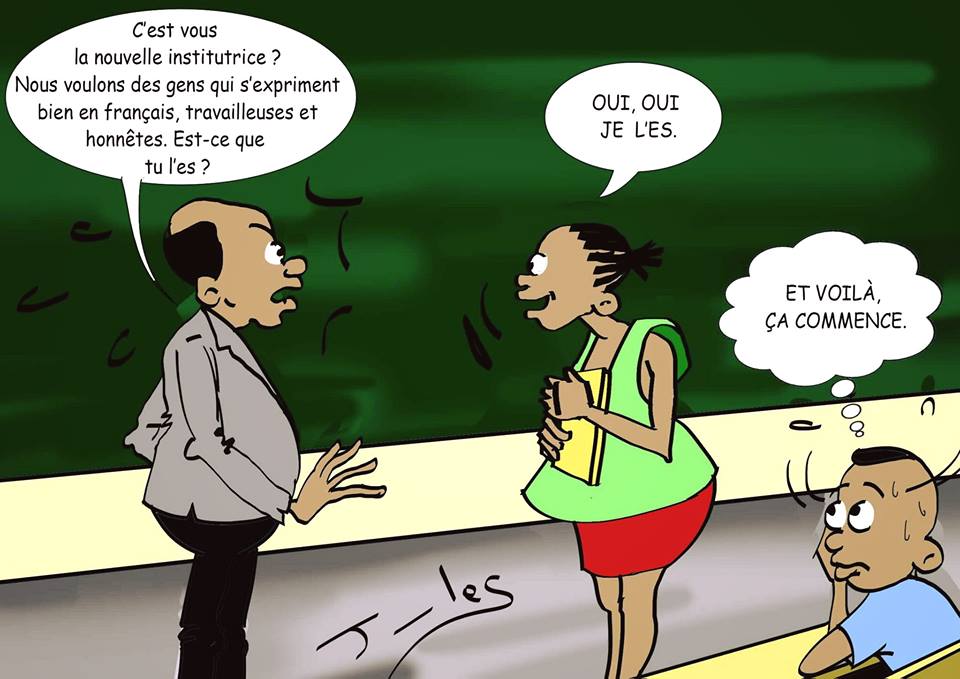 C'est vous
la nouvelle institutrice ?
Nous voulons des gens qui s'expriment
bien en français, travailleuses et
honnêtes. Est-ce que
tu l'es ?
OUI, OUI
JE L'ES.
ET VOILÀ,
ÇA COMMENCE.
J-les